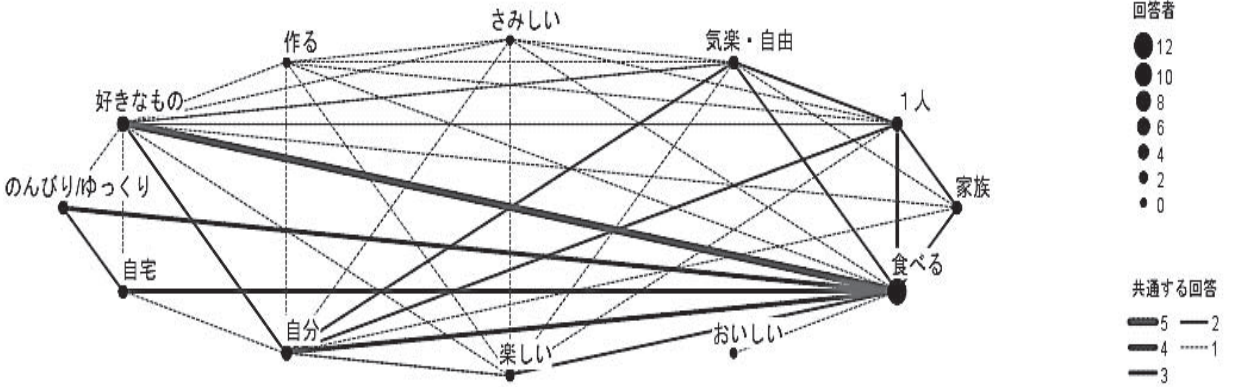 さみしい
作る
気楽・自由
好きなもの
1人
のんびり/ゆっくり
家族
自宅
食べる
自分
楽しい
おいしい
回答者
12
10
8
6
4
2
0
共通する回答
5 2
4 1
3